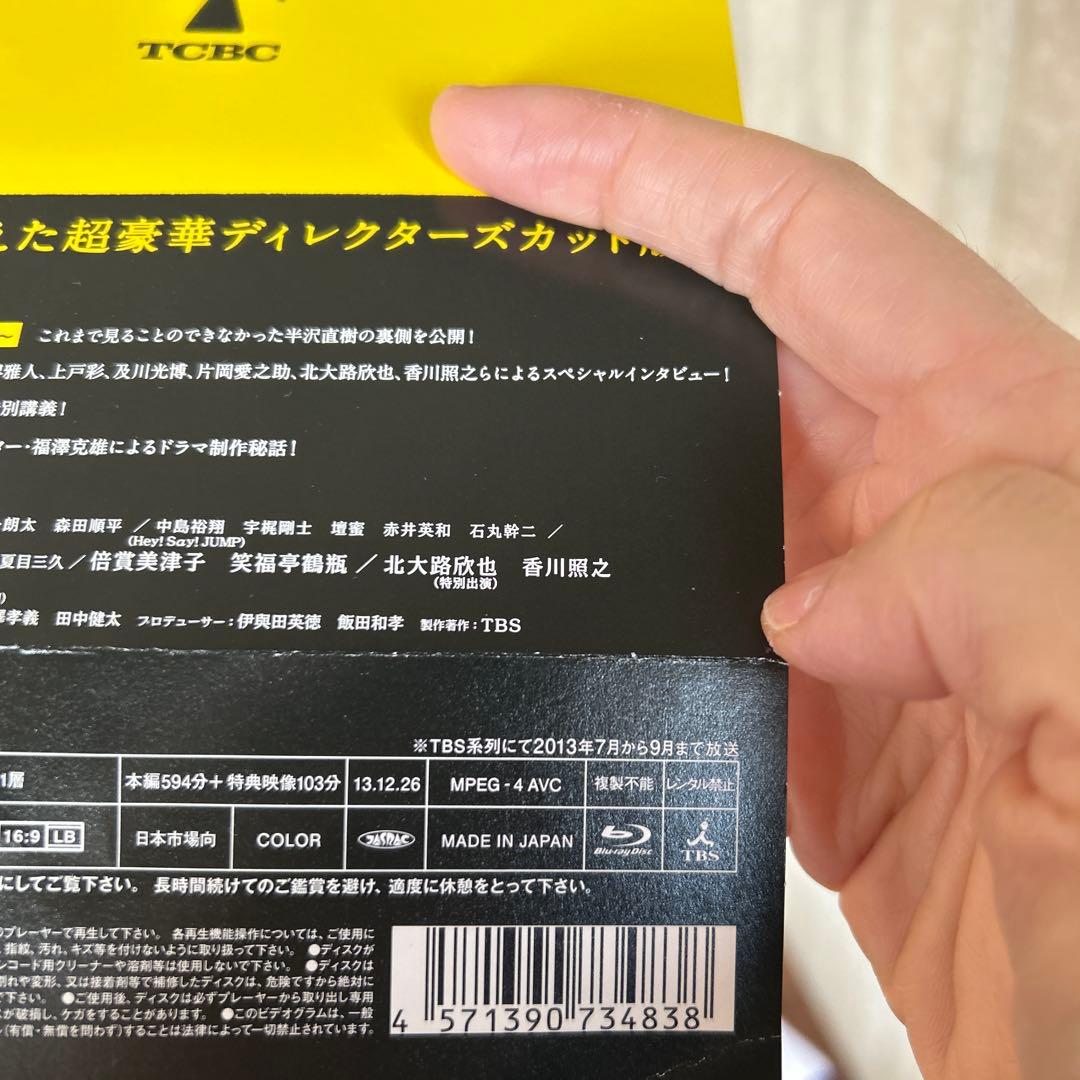 TCBC
えた超豪華ディレクターズカット
～ これまで見ることのできなかった半沢直樹の裏側を公開！
雅人、上戸彩、及川光博、片岡愛之助、北大路欣也、香川照之らによるスペシャルインタビュー！
別講義！
ター・福澤克雄によるドラマ制作秘話！
朗太 森田順平 ／ 中島裕翔 宇梶剛士 壇蜜 赤井英和 石丸幹二 ／
(Hey! Say! JUMP)
夏目三久 ／ 倍賞美津子 笑福亭鶴瓶 ／ 北大路欣也 香川照之
(特別出演)
孝義 田中健太 プロデューサー：伊與田英徳 飯田和孝 製作著作：TBS
※TBS系列にて2013年7月から9月まで放送
1層 本編594分＋特典映像103分 13.12.26 MPEG-4 AVC 複製不能 レンタル禁止
16:9 LB 日本市場向 COLOR JASRAC MADE IN JAPAN Blu-ray Disc TBS
にしてご覧下さい。 長時間続けてのご鑑賞を避け、適度に休憩をとって下さい。
のプレーヤーで再生して下さい。 各再生機能操作については、ご使用に
、指紋、汚れ、キズ等を付けないように取り扱って下さい。 ●ディスクが
レコード用クリーナーや溶剤等は使用しないで下さい。 ●ディスクは
割れや変形、又は接着剤等で補修したディスクは、危険ですから絶対に
で下さい。 ●ご使用後、ディスクは必ずプレーヤーから取り出し専用
スが破損し、ケガをすることがあります。 ●このビデオグラムは、一般
(有償・無償を問わず)することは法律によって一切禁止されています。
4 571390 734838